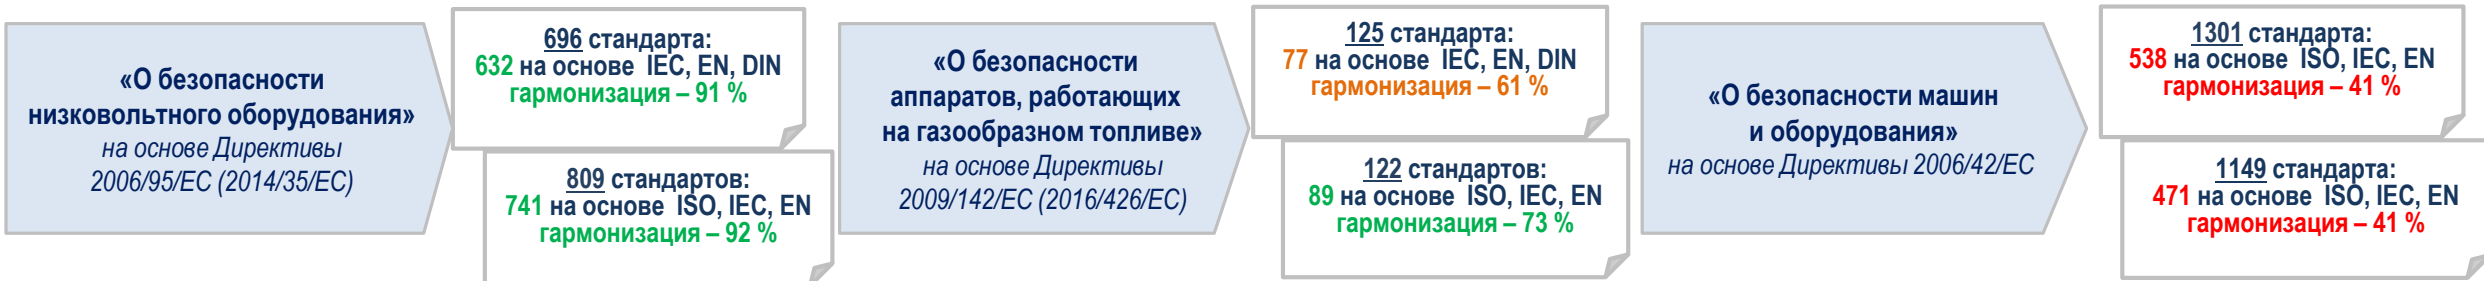 «О безопасности
низковольтного оборудования»
на основе Директивы
2006/95/ЕС (2014/35/ЕС)
696 стандарта:
632 на основе IEC, EN, DIN
гармонизация – 91 %
809 стандартов:
741 на основе ISO, IEC, EN
гармонизация – 92 %
«О безопасности
аппаратов, работающих
на газообразном топливе»
на основе Директивы
2009/142/ЕС (2016/426/ЕС)
125 стандарта:
77 на основе IEC, EN, DIN
гармонизация – 61 %
122 стандартов:
89 на основе ISO, IEC, EN
гармонизация – 73 %
«О безопасности машин
и оборудования»
на основе Директивы 2006/42/ЕС
1301 стандарта:
538 на основе ISO, IEC, EN
гармонизация – 41 %
1149 стандарта:
471 на основе ISO, IEC, EN
гармонизация – 41 %